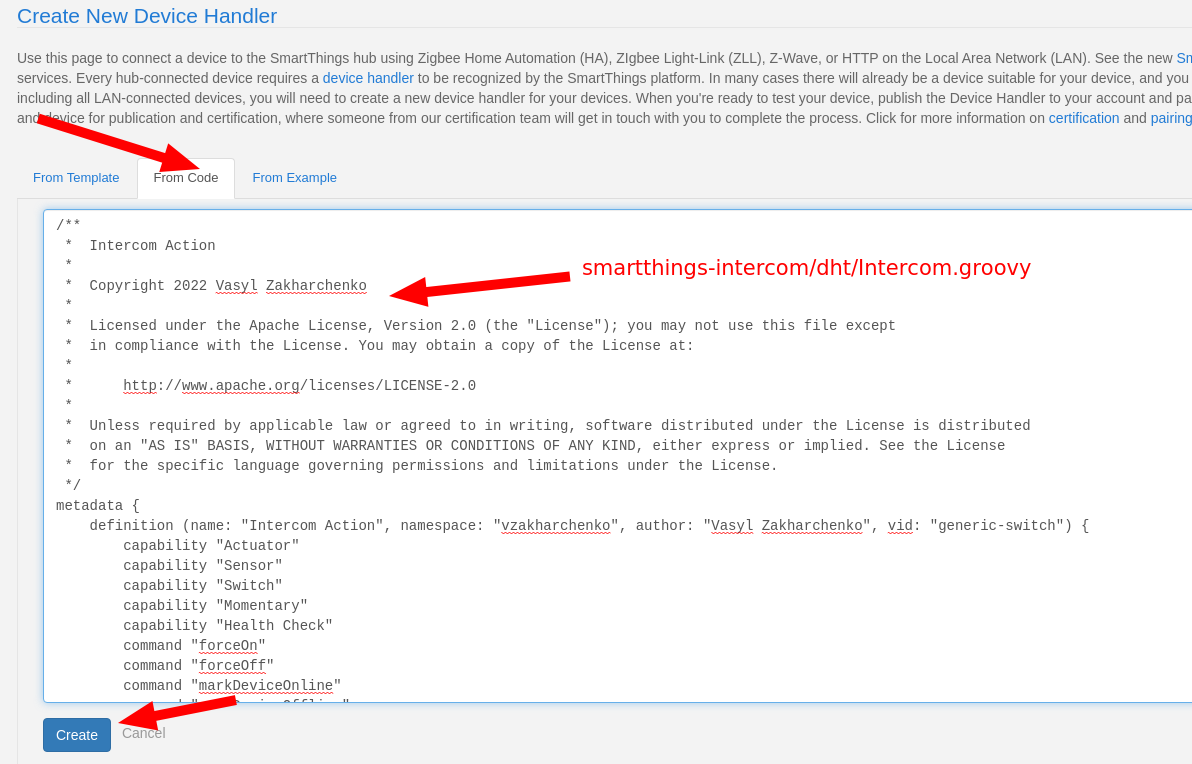 Create New Device Handler
Use this page to connect a device to the SmartThings hub using Zigbee Home Automation (HA), ZIgbee Light-Link (ZLL), Z-Wave, or HTTP on the Local Area Network (LAN). See the new
services. Every hub-connected device requires a device handler to be recognized by the SmartThings platform. In many cases there will already be a device suitable for your device, and you
including all LAN-connected devices, you will need to create a new device handler for your devices. When you're ready to test your device, publish the Device Handler to your account and pa
and device for publication and certification, where someone from our certification team will get in touch with you to complete the process. Click for more information on certification and pairing
From Template From Code From Example
/**
 *  Intercom Action
 *
 *  Copyright 2022 Vasyl Zakharchenko
smartthings-intercom/dht/Intercom.groovy
 *
 *  Licensed under the Apache License, Version 2.0 (the "License"); you may not use this file except
 *  in compliance with the License. You may obtain a copy of the License at:
 *
 *      http://www.apache.org/licenses/LICENSE-2.0
 *
 *  Unless required by applicable law or agreed to in writing, software distributed under the License is distributed
 *  on an "AS IS" BASIS, WITHOUT WARRANTIES OR CONDITIONS OF ANY KIND, either express or implied. See the License
 *  for the specific language governing permissions and limitations under the License.
 */
metadata {
    definition (name: "Intercom Action", namespace: "vzakharchenko", author: "Vasyl Zakharchenko", vid: "generic-switch") {
        capability "Actuator"
        capability "Sensor"
        capability "Switch"
        capability "Momentary"
        capability "Health Check"
        command "forceOn"
        command "forceOff"
        command "markDeviceOnline"
Create Cancel